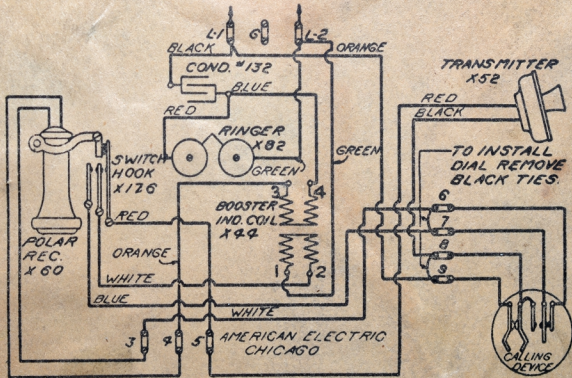 L-1 G L-2
BLACK ORANGE
COND. #132
BLUE
RED
TRANSMITTER
X52
RED
BLACK
RINGER
X82
SWITCH
HOOK
X176
GREEN
GREEN
TO INSTALL
DIAL REMOVE
BLACK TIES.
3 4
BOOSTER
IND. COIL
X44
6
7
8
9
RED
POLAR
REC.
X60
ORANGE
1 2
WHITE
BLUE
WHITE
3 4 5
AMERICAN ELECTRIC
CHICAGO
CALLING
DEVICE